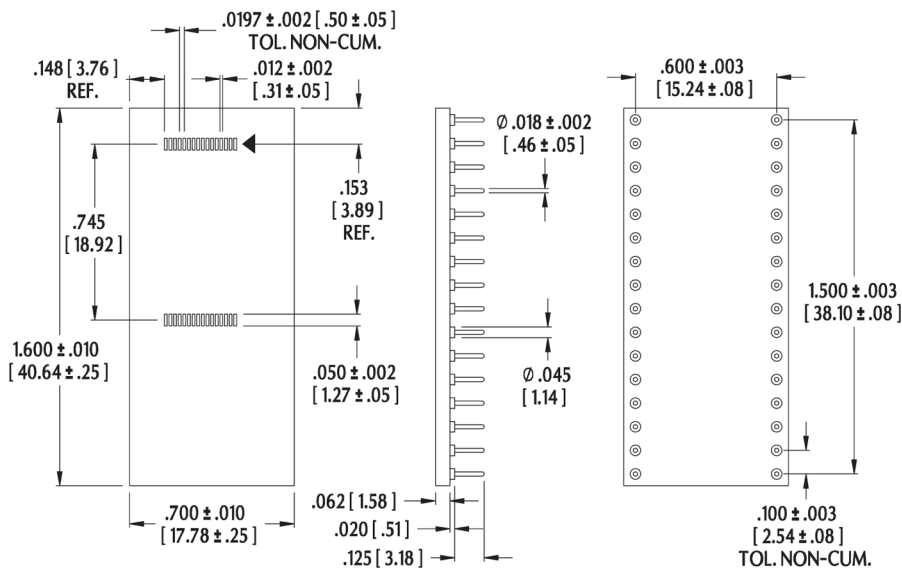 .0197 ± .002 [ .50 ± .05 ]
TOL. NON-CUM.
.148 [ 3.76 ]
REF.
.012 ± .002
[ .31 ± .05 ]
.745
[ 18.92 ]
.153
[ 3.89 ]
REF.
1.600 ± .010
[ 40.64 ± .25 ]
.050 ± .002
[ 1.27 ± .05 ]
.700 ± .010
[ 17.78 ± .25 ]
Ø .018 ± .002
[ .46 ± .05 ]
Ø .045
[ 1.14 ]
.062 [ 1.58 ]
.020 [ .51 ]
.125 [ 3.18 ]
.600 ± .003
[ 15.24 ± .08 ]
1.500 ± .003
[ 38.10 ± .08 ]
.100 ± .003
[ 2.54 ± .08 ]
TOL. NON-CUM.